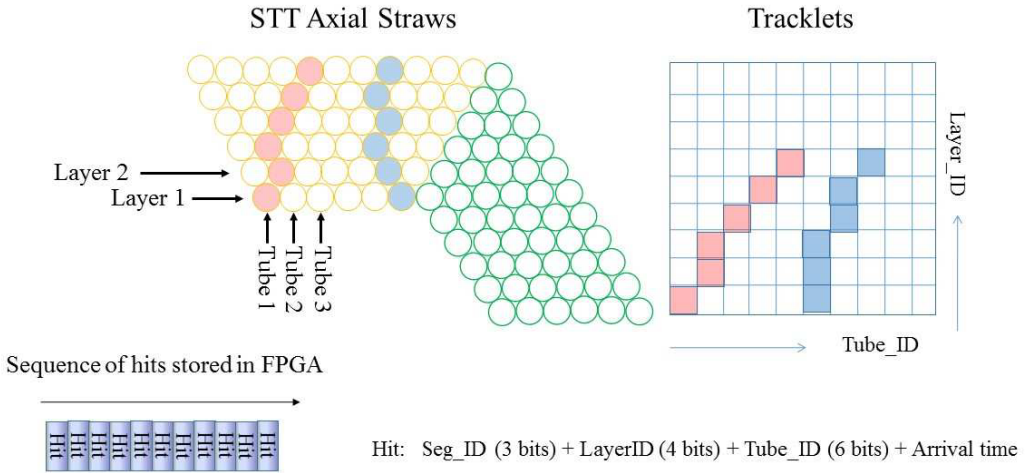 STT Axial Straws
Tracklets
Layer 2
Layer 1
Tube 1
Tube 2
Tube 3
Layer_ID
Tube_ID
Sequence of hits stored in FPGA
Hit
Hit
Hit
Hit
Hit
Hit
Hit
Hit
Hit
Hit
Hit
Hit: Seg_ID (3 bits) + LayerID (4 bits) + Tube_ID (6 bits) + Arrival time